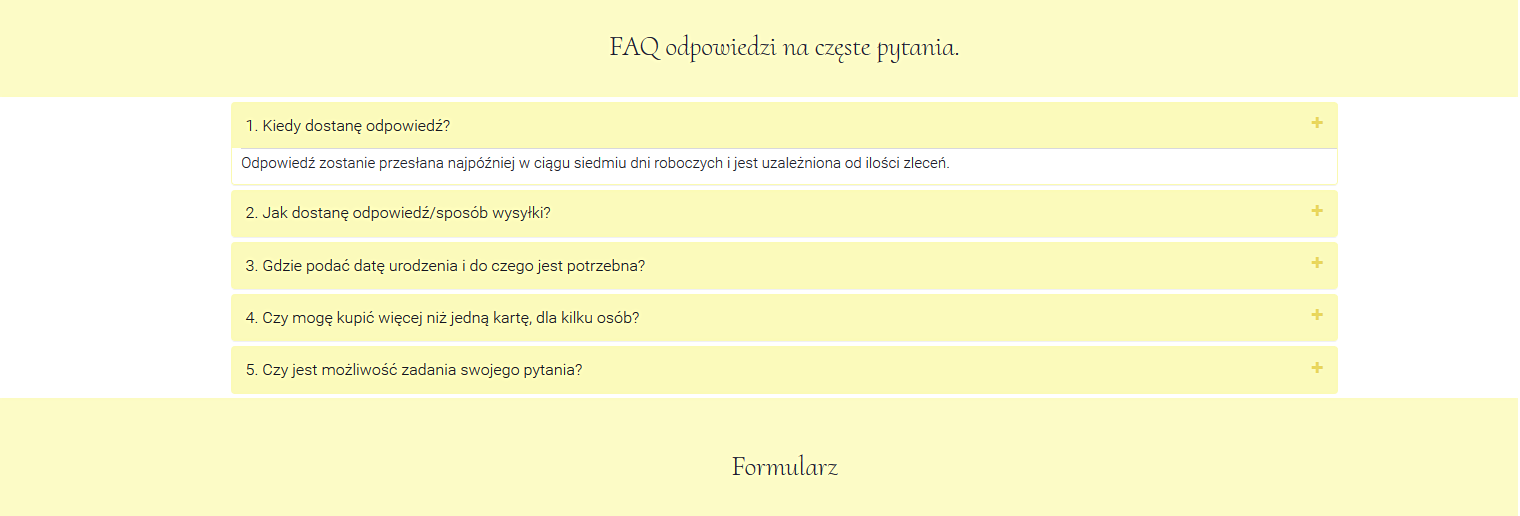 FAQ odpowiedzi na częste pytania.
1. Kiedy dostanę odpowiedź?
Odpowiedź zostanie przesłana najpóźniej w ciągu siedmiu dni roboczych i jest uzależniona od ilości zleceń.
2. Jak dostanę odpowiedź/sposób wysyłki?
3. Gdzie podać datę urodzenia i do czego jest potrzebna?
4. Czy mogę kupić więcej niż jedną kartę, dla kilku osób?
5. Czy jest możliwość zadania swojego pytania?
Formularz